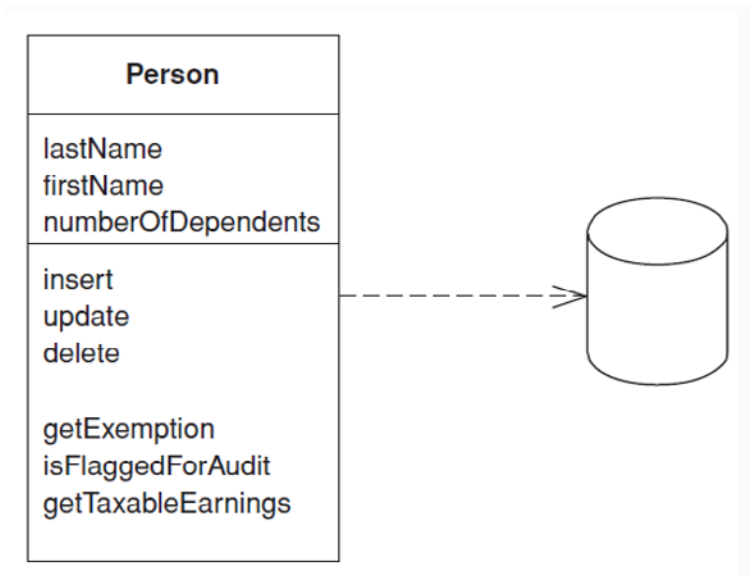 Person
lastName
firstName
numberOfDependents
insert
update
delete
getExemption
isFlaggedForAudit
getTaxableEarnings